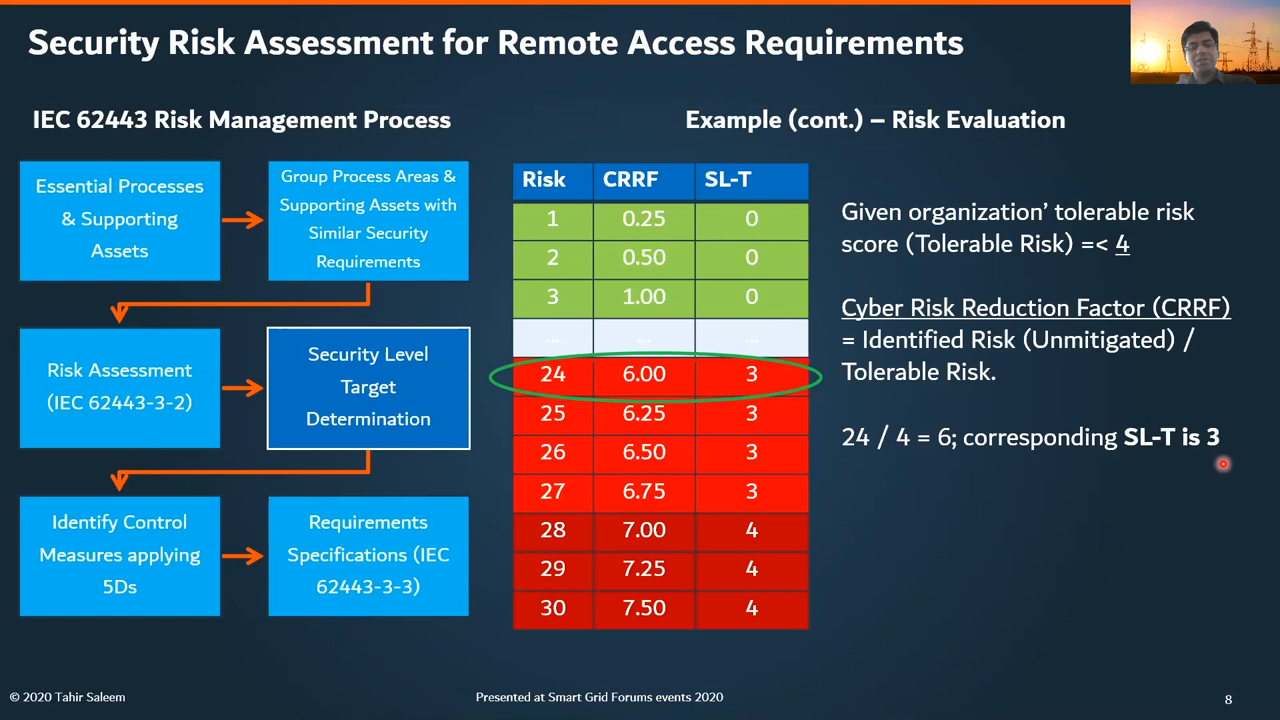 Security Risk Assessment for Remote Access Requirements
IEC 62443 Risk Management Process
Essential Processes
& Supporting
Assets
Group Process Areas &
Supporting Assets with
Similar Security
Requirements
Risk Assessment
(IEC 62443-3-2)
Security Level
Target
Determination
Identify Control
Measures applying
5Ds
Requirements
Specifications (IEC
62443-3-3)
Example (cont.) – Risk Evaluation
Risk CRRF SL-T
1 0.25 0
2 0.50 0
3 1.00 0
... ... ...
24 6.00 3
25 6.25 3
26 6.50 3
27 6.75 3
28 7.00 4
29 7.25 4
30 7.50 4
Given organization’ tolerable risk
score (Tolerable Risk) =< 4
Cyber Risk Reduction Factor (CRRF)
= Identified Risk (Unmitigated) /
Tolerable Risk.
24 / 4 = 6; corresponding SL-T is 3
© 2020 Tahir Saleem
Presented at Smart Grid Forums events 2020
8